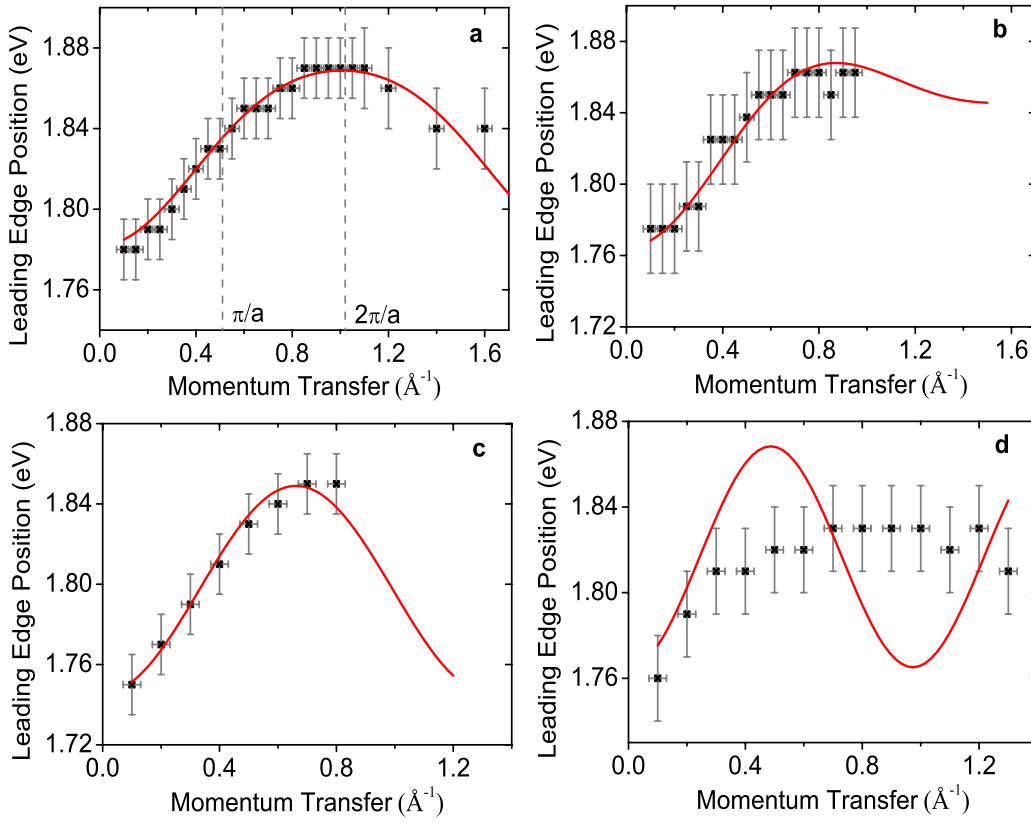 a
Leading Edge Position (eV)
1.88
1.84
1.80
1.76
π/a
2π/a
0.0 0.4 0.8 1.2 1.6
Momentum Transfer (Å⁻¹)
b
Leading Edge Position (eV)
1.88
1.84
1.80
1.76
1.72
0.0 0.4 0.8 1.2 1.6
Momentum Transfer (Å⁻¹)
c
Leading Edge Position (eV)
1.88
1.84
1.80
1.76
1.72
0.0 0.4 0.8 1.2
Momentum Transfer (Å⁻¹)
d
Leading Edge Position (eV)
1.88
1.84
1.80
1.76
0.0 0.4 0.8 1.2
Momentum Transfer (Å⁻¹)